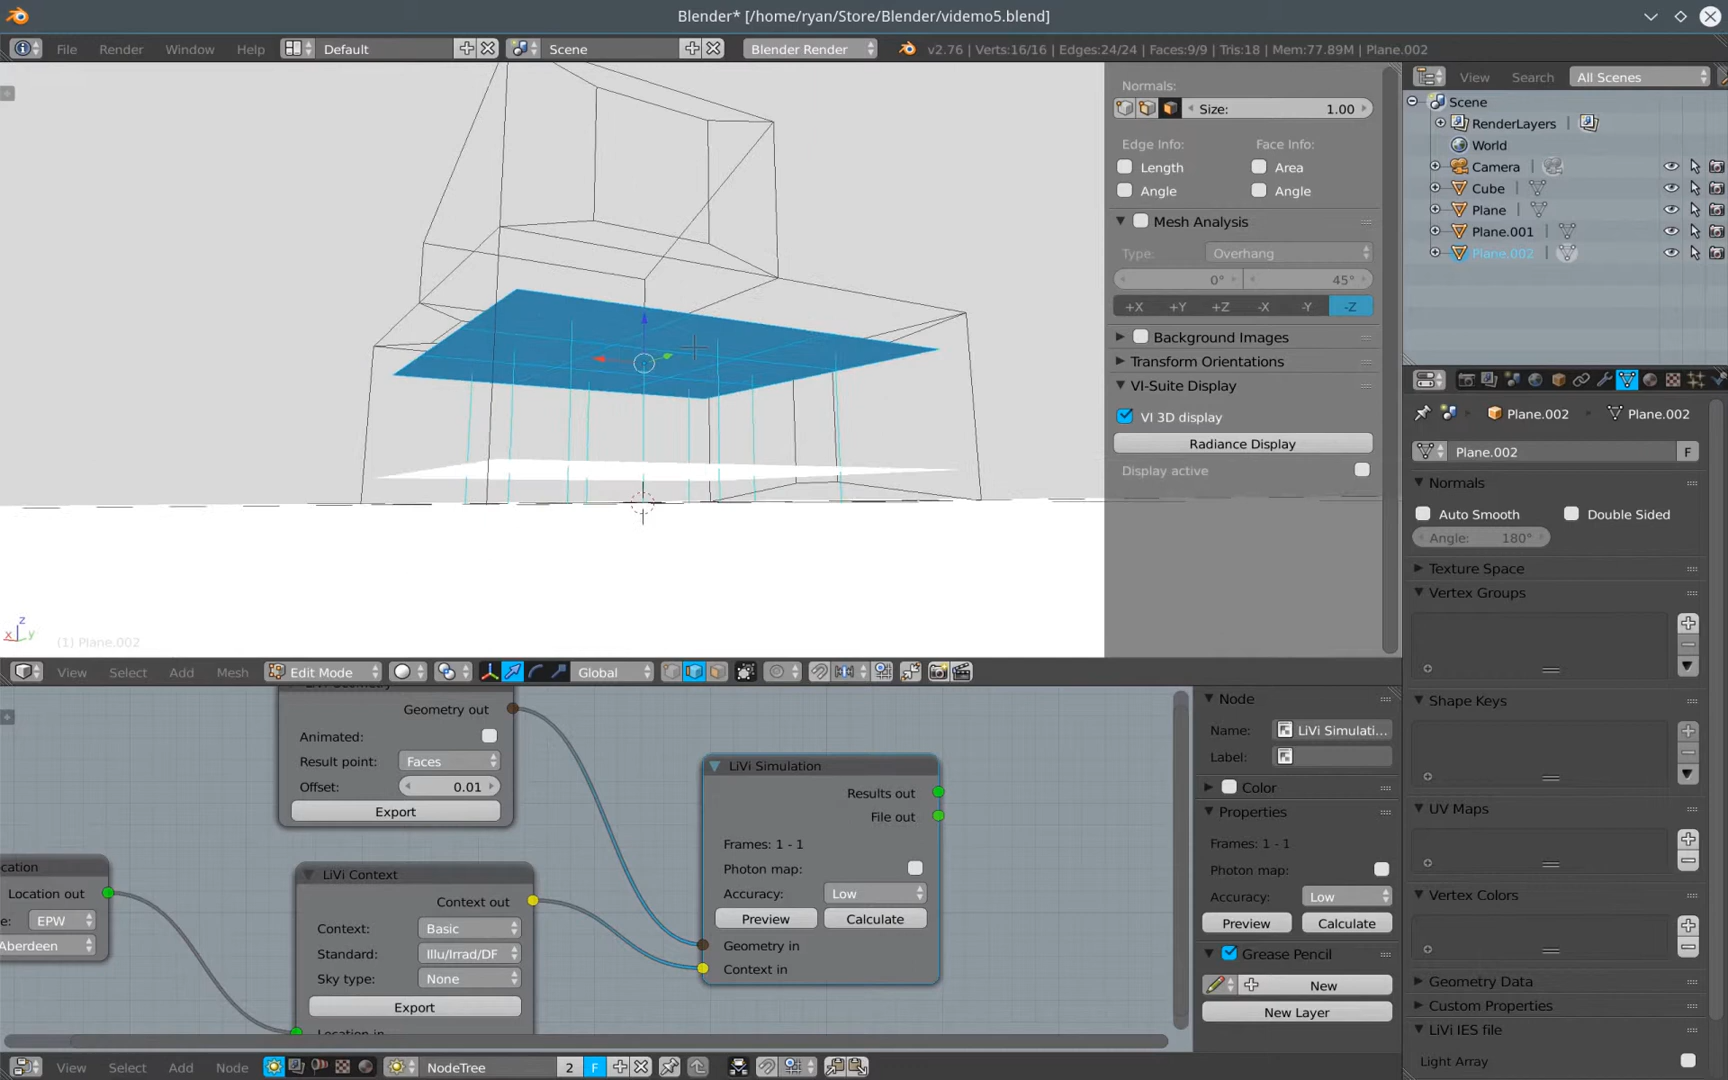 Blender* [/home/ryan/Store/Blender/videmo5.blend]
File Render Window Help Default Scene Blender Render v2.76 | Verts:16/16 | Edges:24/24 | Faces:9/9 | Tris:18 | Mem:77.89M | Plane.002
View Search All Scenes
Scene
RenderLayers
World
Camera
Cube
Plane
Plane.001
Plane.002
Normals:
Size: 1.00
Edge Info: Face Info:
Length Area
Angle Angle
Mesh Analysis
Type: Overhang
0° 45°
+X +Y +Z -X -Y -Z
Background Images
Transform Orientations
VI-Suite Display
VI 3D display
Radiance Display
Display active
z
x y
(1) Plane.002
View Select Add Mesh Edit Mode Global
Plane.002 Plane.002
Plane.002 F
Normals
Auto Smooth Double Sided
Angle: 180°
Texture Space
Vertex Groups
Shape Keys
UV Maps
Vertex Colors
Geometry Data
Custom Properties
LiVi IES file
Light Array
Geometry out
Animated:
Result point: Faces
Offset: 0.01
Export
cation
Location out
e: EPW
Aberdeen
LiVi Context
Context out
Context: Basic
Standard: Illu/Irrad/DF
Sky type: None
Export
Location in
LiVi Simulation
Results out
File out
Frames: 1 - 1
Photon map:
Accuracy: Low
Preview Calculate
Geometry in
Context in
Node
Name: LiVi Simulati...
Label:
Color
Properties
Frames: 1 - 1
Photon map:
Accuracy: Low
Preview Calculate
Grease Pencil
New
New Layer
View Select Add Node NodeTree 2 F